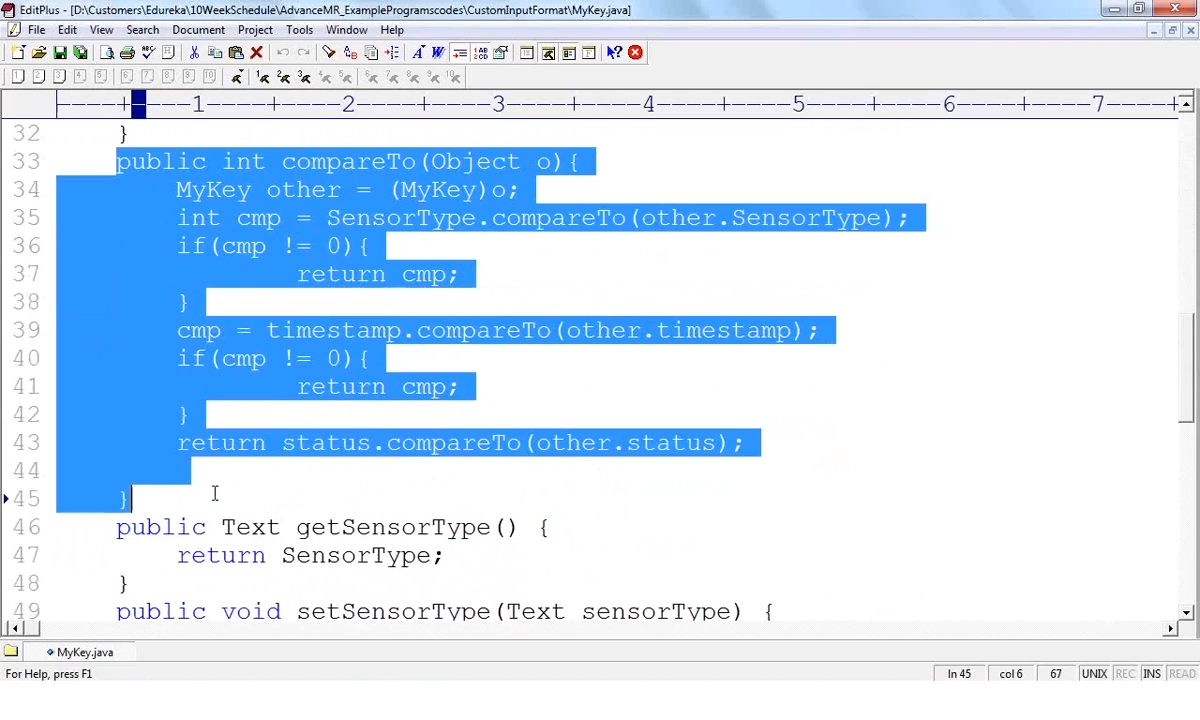 EditPlus - [D:\Customers\Edureka\10WeekSchedule\AdvanceMR_ExampleProgramscodes\CustomInputFormat\MyKey.java]
File Edit View Search Document Project Tools Window Help
----+----1----+----2----+----3----+----4----+----5----+----6----+----7----+
32 }
33 public int compareTo(Object o){
34 MyKey other = (MyKey)o;
35 int cmp = SensorType.compareTo(other.SensorType);
36 if(cmp != 0){
37 return cmp;
38 }
39 cmp = timestamp.compareTo(other.timestamp);
40 if(cmp != 0){
41 return cmp;
42 }
43 return status.compareTo(other.status);
44
45 }
46 public Text getSensorType() {
47 return SensorType;
48 }
49 public void setSensorType(Text sensorType) {
MyKey.java
For Help, press F1 ln 45 col 6 67 UNIX REC INS READ